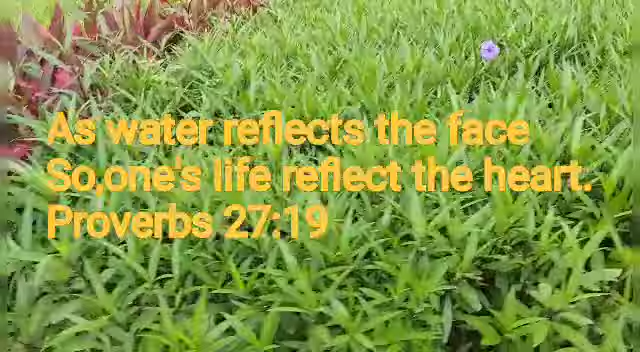 As water reflects the face
So,one's life reflect the heart.
Proverbs 27:19